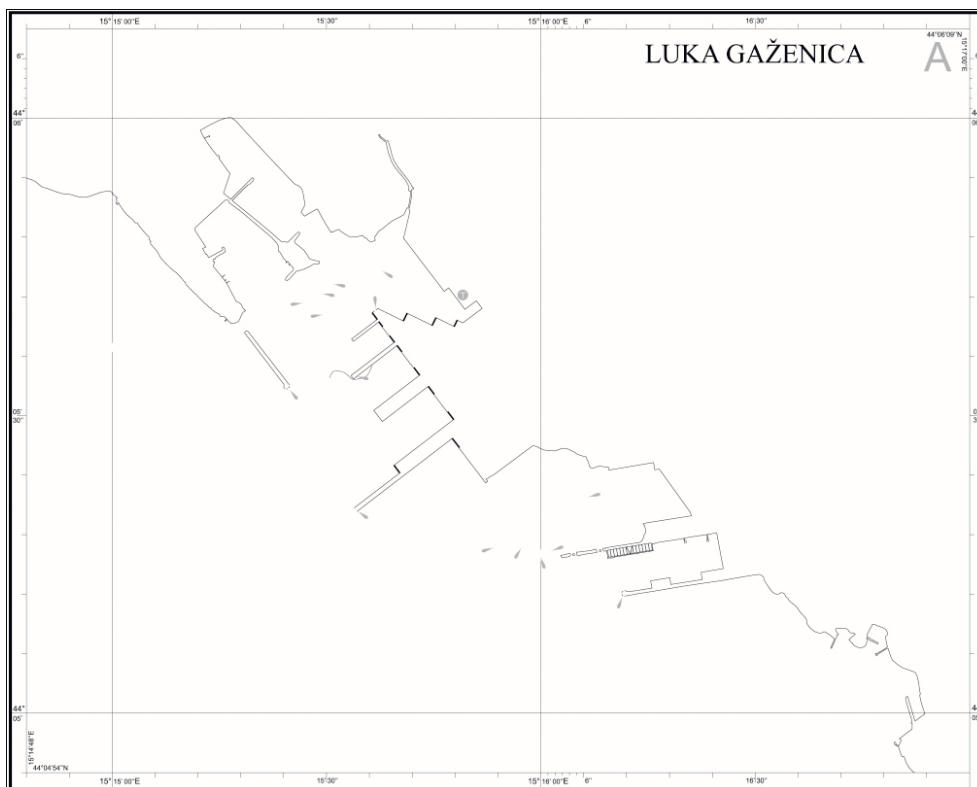 15° 15' 00"E 15'30" 15° 16' 00"E 6" 16'30"
44°06'09"N
15°17'00"E
LUKA GAŽENICA
A
6"
44°
06'
05'
30"
44°
05'
15°14'48"E
44°04'54"N
15° 15' 00"E 15'30" 15° 16' 00"E 6" 16'30"